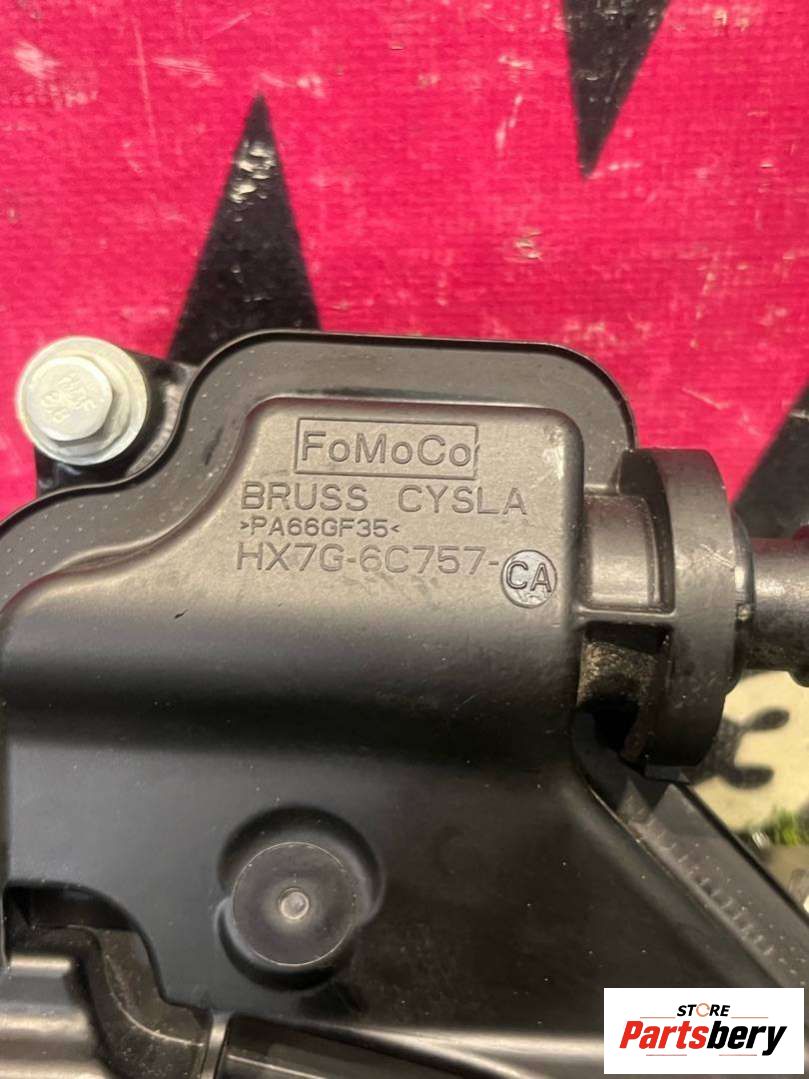 FoMoCo
BRUSS CYSLA
>PA66GF35<
HX7G-6C757-CA
STORE
Partsbery